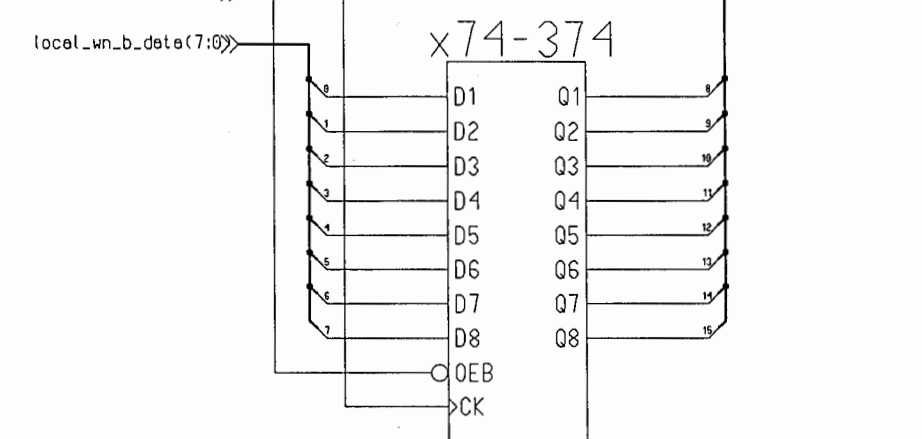 local_wn_b_data(7:0)
x74-374
0 D1 Q1 8
1 D2 Q2 9
2 D3 Q3 10
3 D4 Q4 11
4 D5 Q5 12
5 D6 Q6 13
6 D7 Q7 14
7 D8 Q8 15
OEB
CK